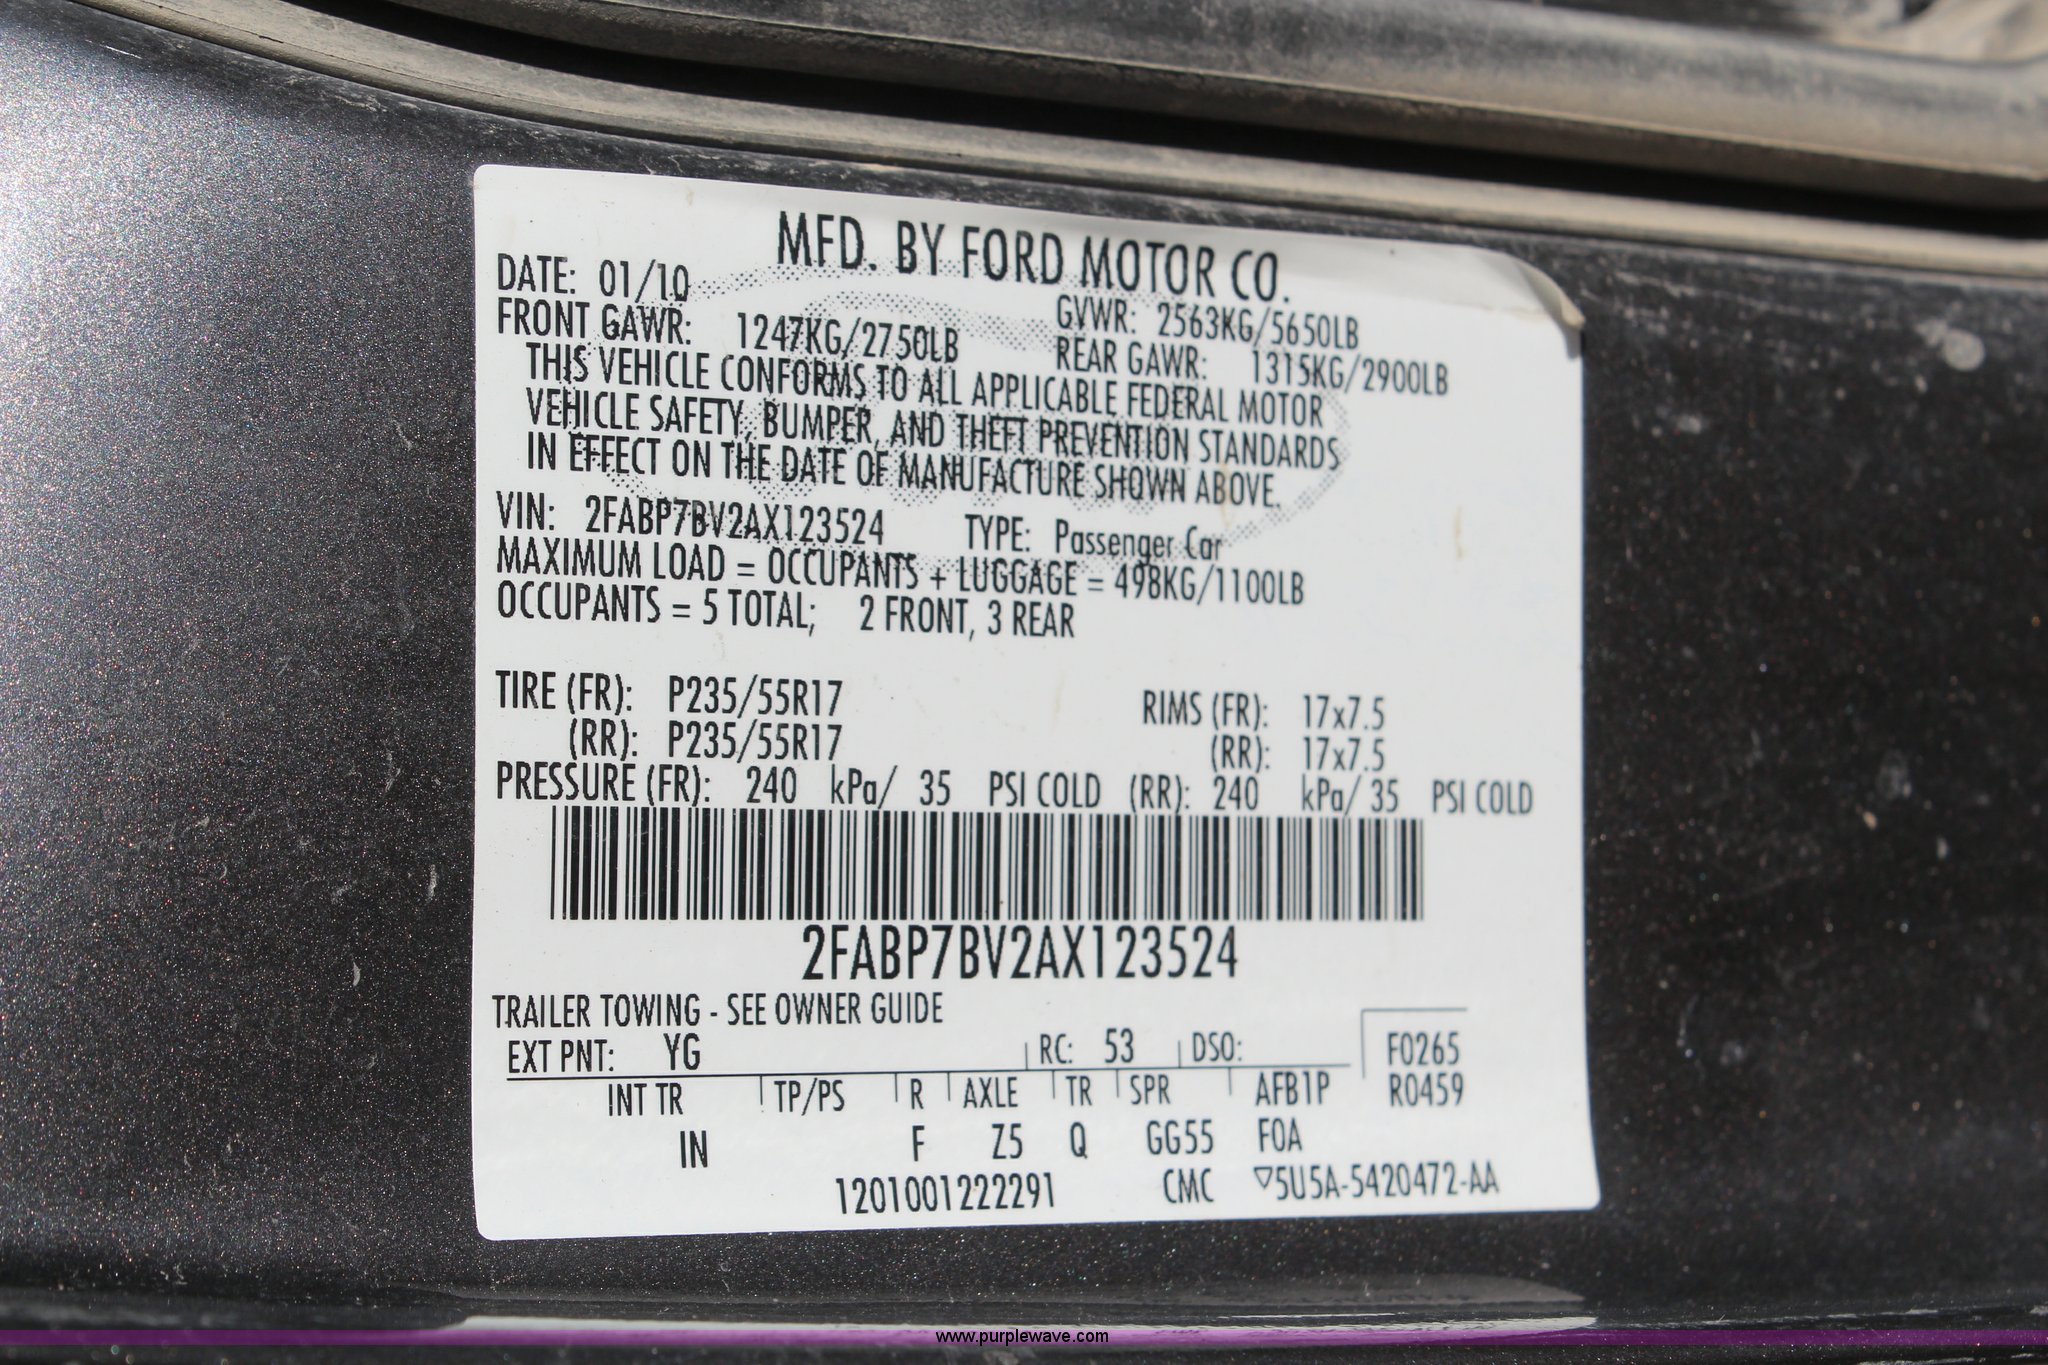 MFD. BY FORD MOTOR CO.
DATE: 01/10 GVWR: 2563KG/5650LB
FRONT GAWR: 1247KG/2750LB REAR GAWR: 1315KG/2900LB
THIS VEHICLE CONFORMS TO ALL APPLICABLE FEDERAL MOTOR
VEHICLE SAFETY, BUMPER, AND THEFT PREVENTION STANDARDS
IN EFFECT ON THE DATE OF MANUFACTURE SHOWN ABOVE.
VIN: 2FABP7BV2AX123524 TYPE: Passenger Car
MAXIMUM LOAD = OCCUPANTS + LUGGAGE = 498KG/1100LB
OCCUPANTS = 5 TOTAL; 2 FRONT, 3 REAR
TIRE (FR): P235/55R17 RIMS (FR): 17x7.5
(RR): P235/55R17 (RR): 17x7.5
PRESSURE (FR): 240 kPa/ 35 PSI COLD (RR): 240 kPa/ 35 PSI COLD
2FABP7BV2AX123524
TRAILER TOWING - SEE OWNER GUIDE
EXT PNT: YG RC: 53 DSO: F0265
INT TR TP/PS R AXLE TR SPR AFB1P R0459
IN F Z5 Q GG55 F0A
1201001222291 CMC ▽5U5A-5420472-AA
www.purplewave.com